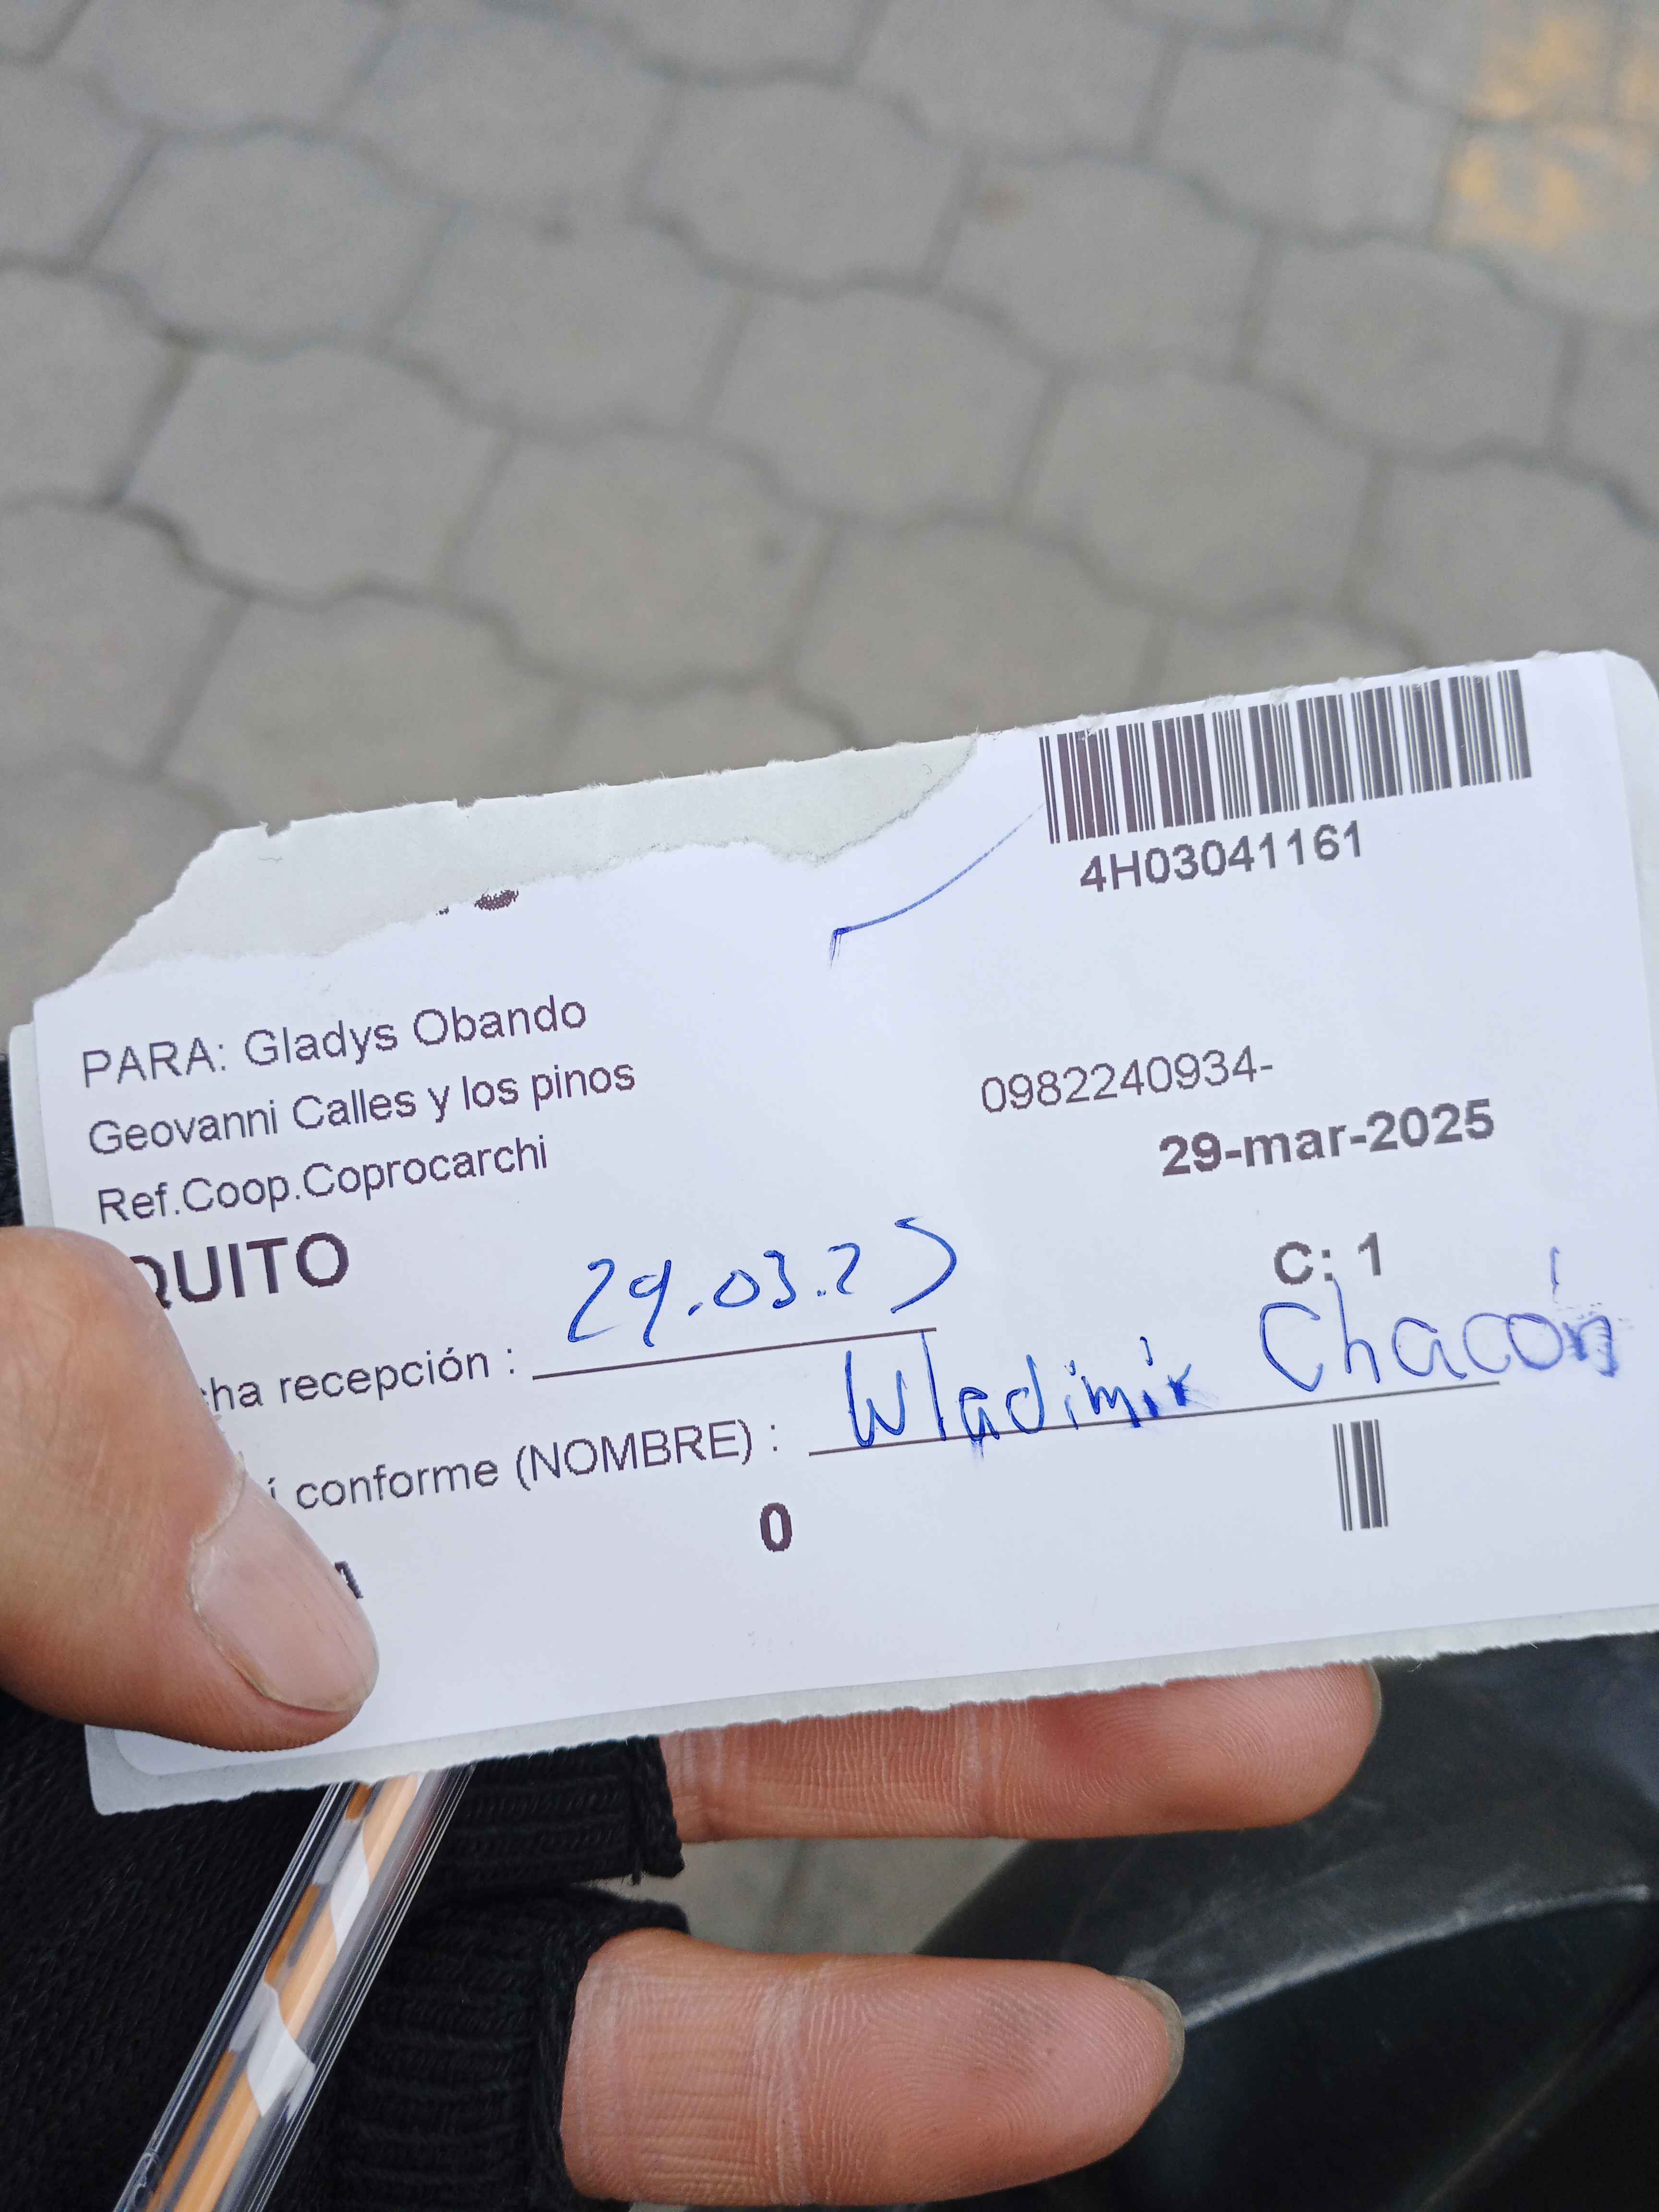 4H03041161
PARA: Gladys Obando
Geovanni Calles y los pinos
0982240934-
Ref.Coop.Coprocarchi
29-mar-2025
QUITO
C: 1
cha recepción : 29.03.25
í conforme (NOMBRE) : Wladimir Chacón
0